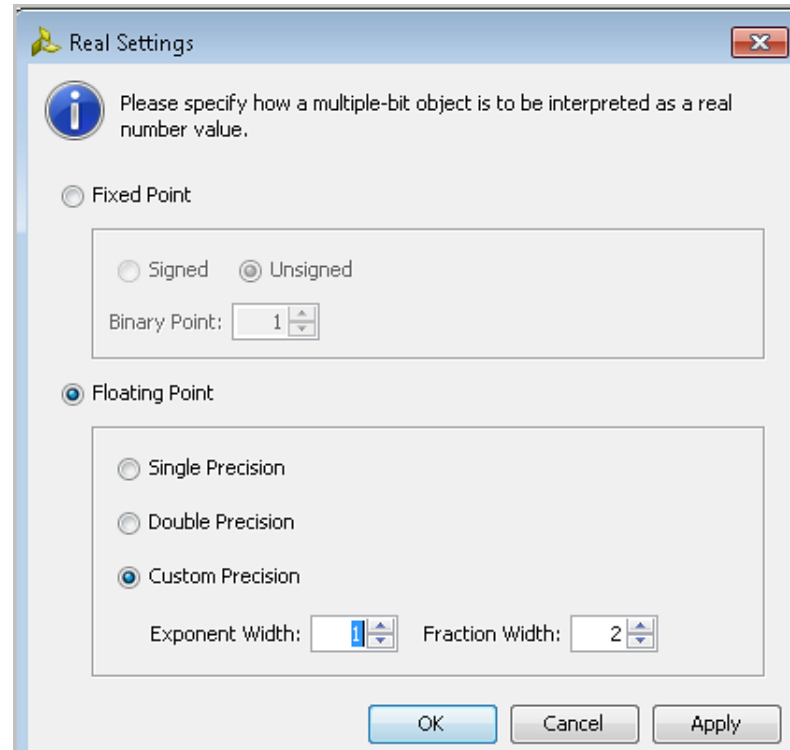 Real Settings
Please specify how a multiple-bit object is to be interpreted as a real
number value.
Fixed Point
Signed Unsigned
Binary Point: 1
Floating Point
Single Precision
Double Precision
Custom Precision
Exponent Width: 1 Fraction Width: 2
OK Cancel Apply